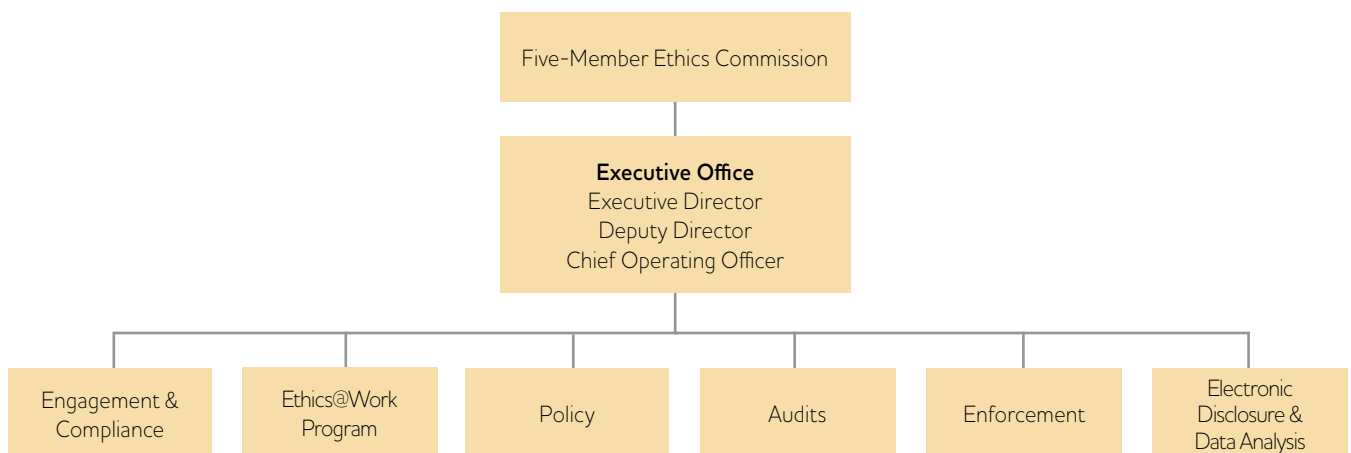 Five-Member Ethics Commission
Executive Office
Executive Director
Deputy Director
Chief Operating Officer
Engagement &
Compliance
Ethics@Work
Program
Policy
Audits
Enforcement
Electronic
Disclosure &
Data Analysis